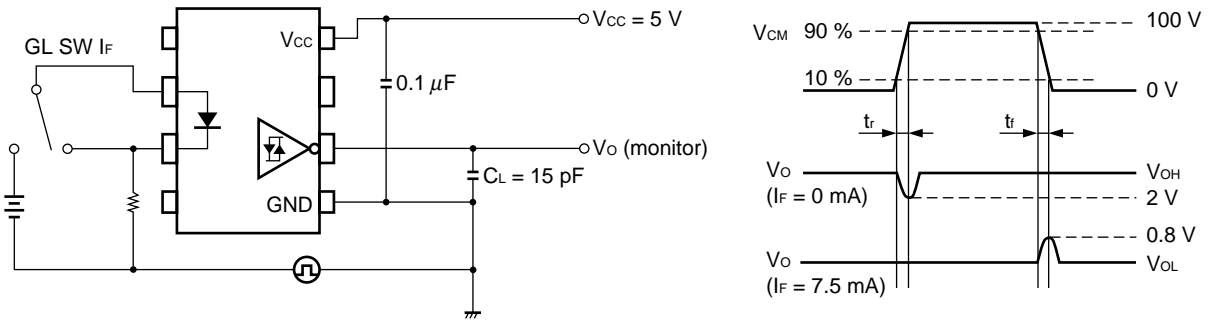 GL SW IF
VCC
VCC = 5 V
0.1 μF
VO (monitor)
CL = 15 pF
GND
VCM 90 %
10 %
100 V
0 V
tr
tf
VO
(IF = 0 mA)
VOH
2 V
0.8 V
VO
(IF = 7.5 mA)
VOL